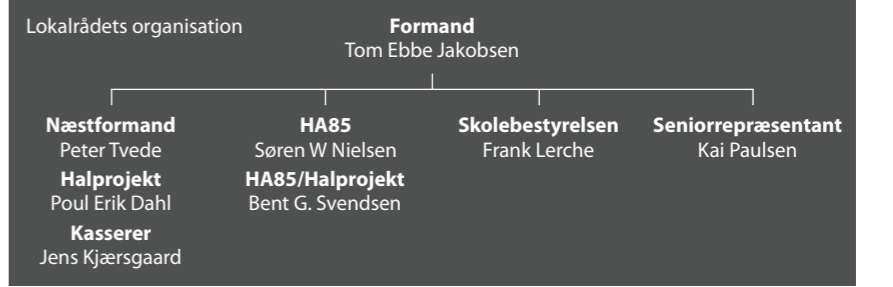 Lokalrådets organisation
Formand
Tom Ebbe Jakobsen
Næstformand
Peter Tvede
Halprojekt
Poul Erik Dahl
Kasserer
Jens Kjærsgaard
HA85
Søren W Nielsen
HA85/Halprojekt
Bent G. Svendsen
Skolebestyrelsen
Frank Lerche
Seniorrepræsentant
Kai Paulsen